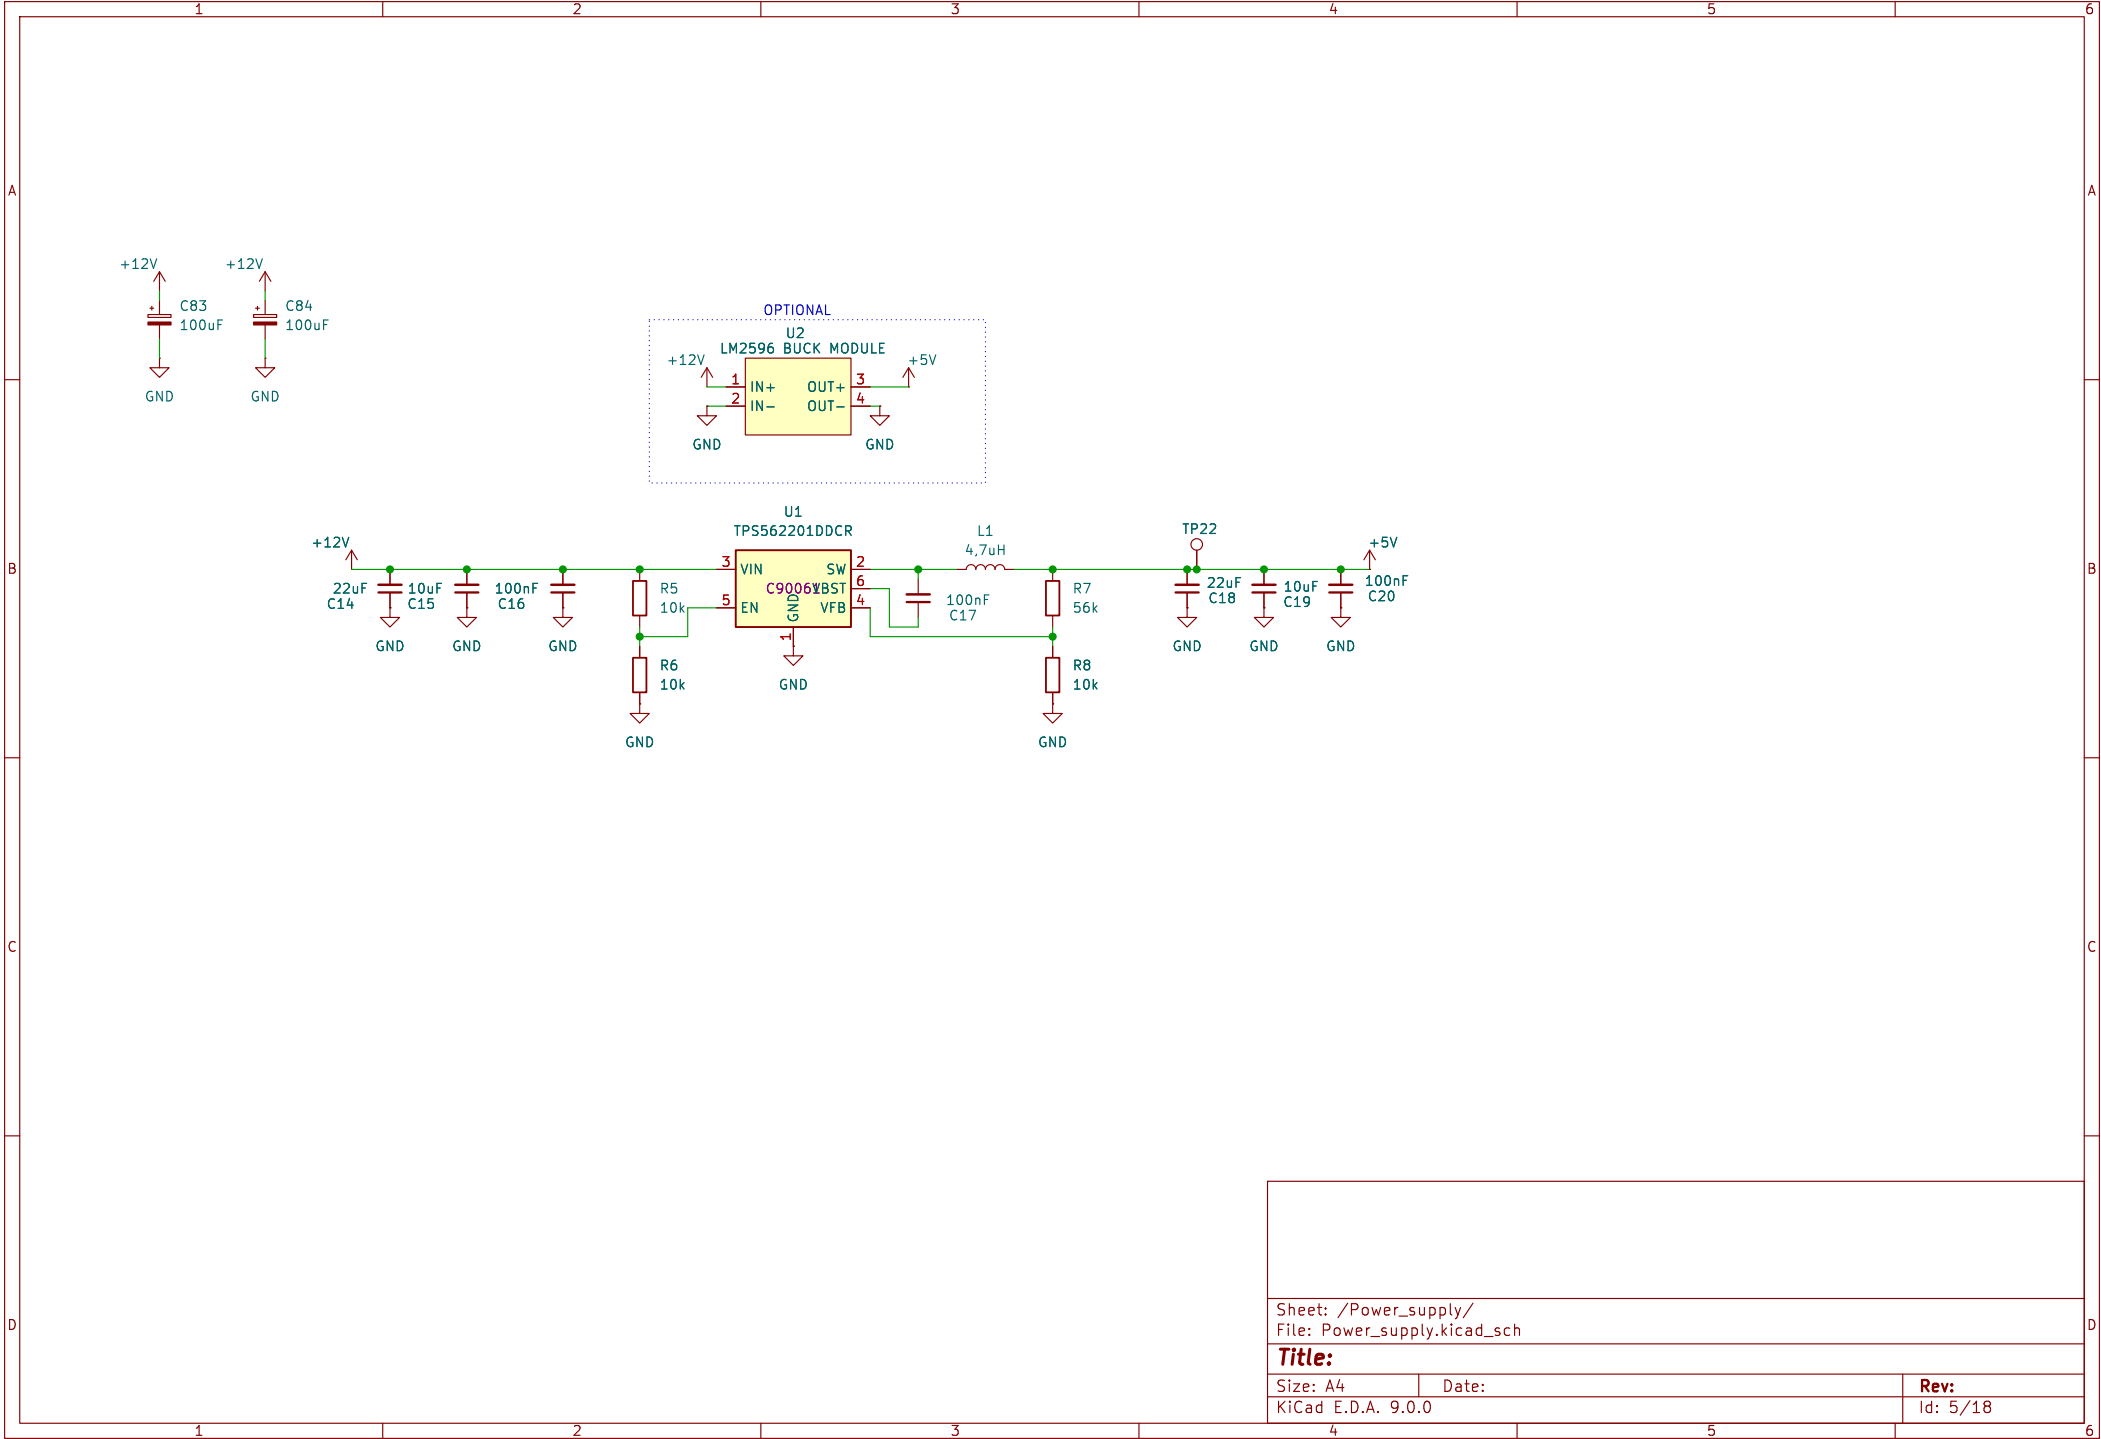 1 2 3 4 5 6
A A
+12V +12V
C83
100uF
C84
100uF
GND GND
OPTIONAL
U2
LM2596 BUCK MODULE
+12V +5V
1 IN+ OUT+ 3
2 IN- OUT- 4
GND GND
U1
TPS562201DDCR
+12V
B B
22uF
C14
10uF
C15
100nF
C16
GND GND GND
R5
10k
R6
10k
GND
3 VIN SW 2
C90061 VBST 6
5 EN VFB 4
GND
1
GND
100nF
C17
L1
4,7uH
R7
56k
R8
10k
GND
TP22
+5V
22uF
C18
10uF
C19
100nF
C20
GND GND GND
C C
D D
Sheet: /Power_supply/
File: Power_supply.kicad_sch
Title:
Size: A4 Date: Rev:
KiCad E.D.A. 9.0.0 Id: 5/18
1 2 3 4 5 6